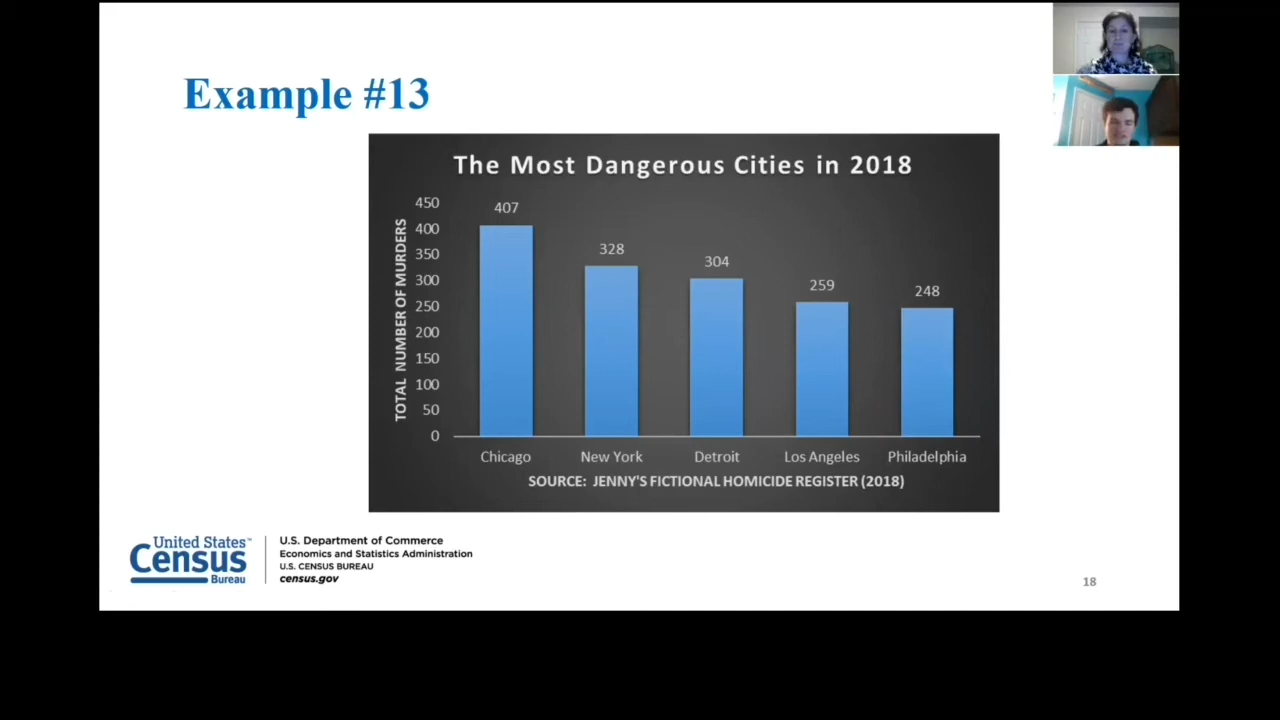 Example #13
The Most Dangerous Cities in 2018
TOTAL NUMBER OF MURDERS
450
400
350
300
250
200
150
100
50
0
407
328
304
259
248
Chicago
New York
Detroit
Los Angeles
Philadelphia
SOURCE: JENNY'S FICTIONAL HOMICIDE REGISTER (2018)
United States™
Census
Bureau
U.S. Department of Commerce
Economics and Statistics Administration
U.S. CENSUS BUREAU
census.gov
18